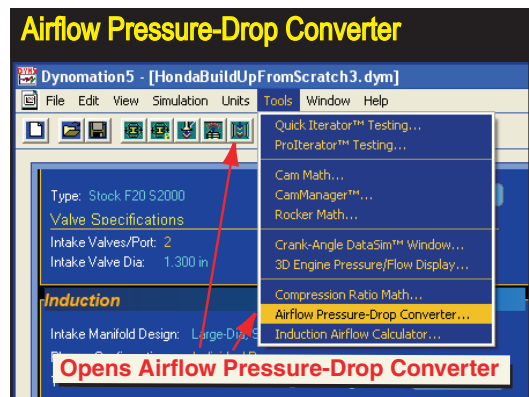 Airflow Pressure-Drop Converter
Dynomation5 - [HondaBuildUpFromScratch3.dym]
File Edit View Simulation Units Tools Window Help
Quick Iterator™ Testing...
ProIterator™ Testing...
Cam Math...
CamManager™...
Rocker Math...
Crank-Angle DataSim™ Window...
3D Engine Pressure/Flow Display...
Compression Ratio Math...
Airflow Pressure-Drop Converter...
Induction Airflow Calculator...
Type: Stock F20 S2000
Valve Specifications
Intake Valves/Port: 2
Intake Valve Dia: 1.300 in
Induction
Intake Manifold Design: Large-Dia, S
Opens Airflow Pressure-Drop Converter